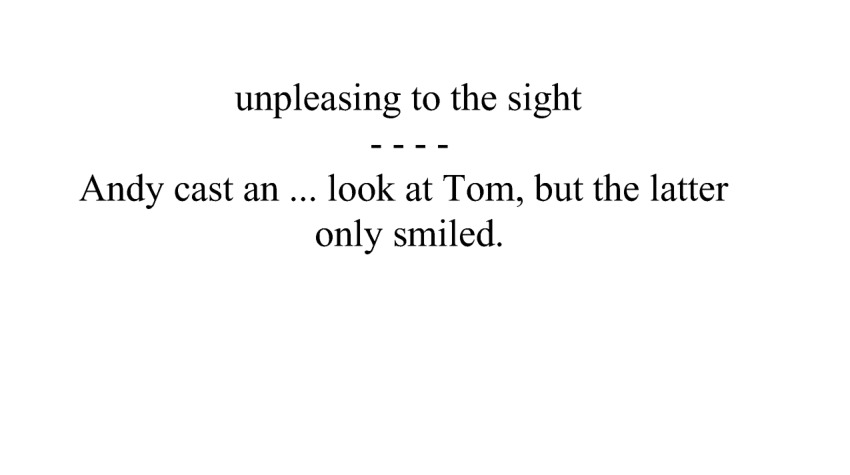 unpleasing to the sight
- - - -
Andy cast an ... look at Tom, but the latter
only smiled.